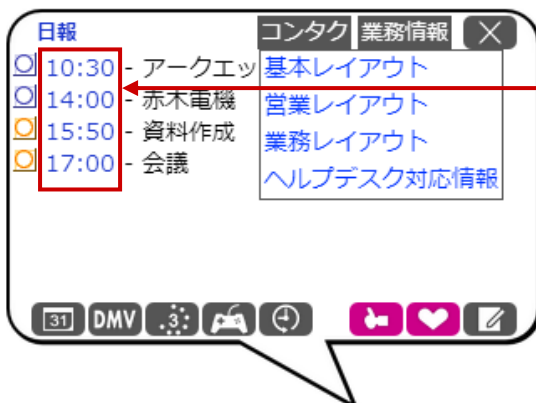 日報 コンタク 業務情報 ×
○ 10:30 - アークエッ 基本レイアウト
○ 14:00 - 赤木電機 営業レイアウト
○ 15:50 - 資料作成 業務レイアウト
○ 17:00 - 会議 ヘルプデスク対応情報
31 DMV 3